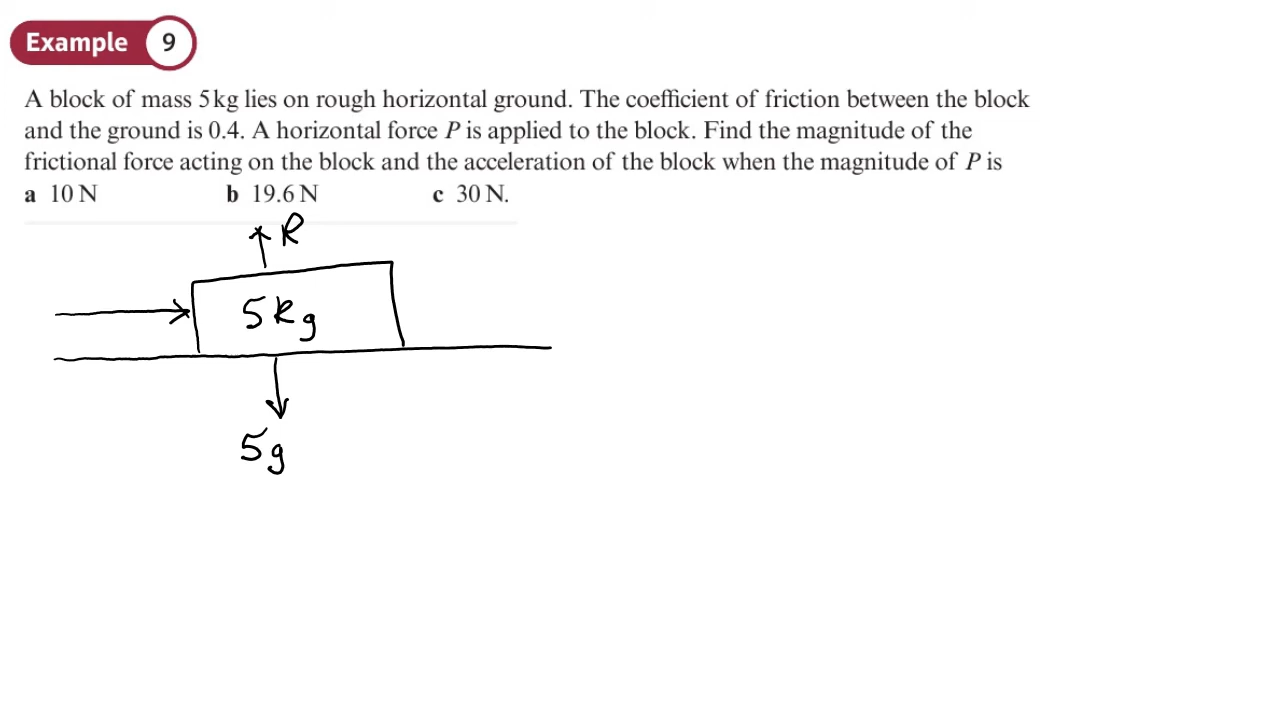 Example 9
A block of mass 5 kg lies on rough horizontal ground. The coefficient of friction between the block
and the ground is 0.4. A horizontal force P is applied to the block. Find the magnitude of the
frictional force acting on the block and the acceleration of the block when the magnitude of P is
a 10 N b 19.6 N c 30 N.
R
5kg
5g